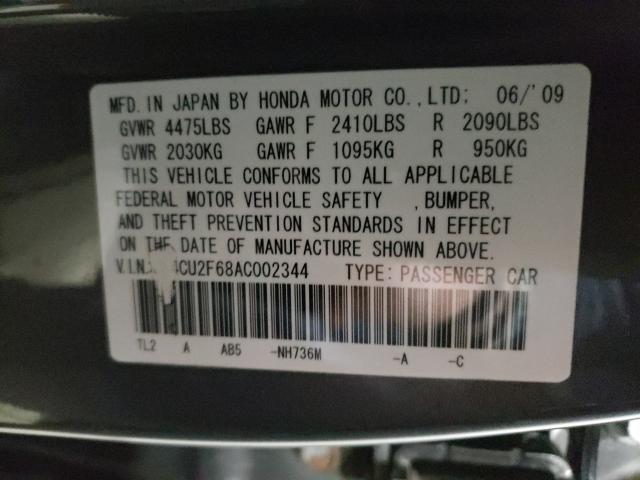 MFD. IN JAPAN BY HONDA MOTOR CO., LTD: 06/'09
GVWR 4475LBS GAWR F 2410LBS R 2090LBS
GVWR 2030KG GAWR F 1095KG R 950KG
THIS VEHICLE CONFORMS TO ALL APPLICABLE
FEDERAL MOTOR VEHICLE SAFETY , BUMPER,
AND THEFT PREVENTION STANDARDS IN EFFECT
ON THE DATE OF MANUFACTURE SHOWN ABOVE.
V.I.N. CU2F68AC002344 TYPE: PASSENGER CAR
TL2 A AB5 -NH736M -A -C